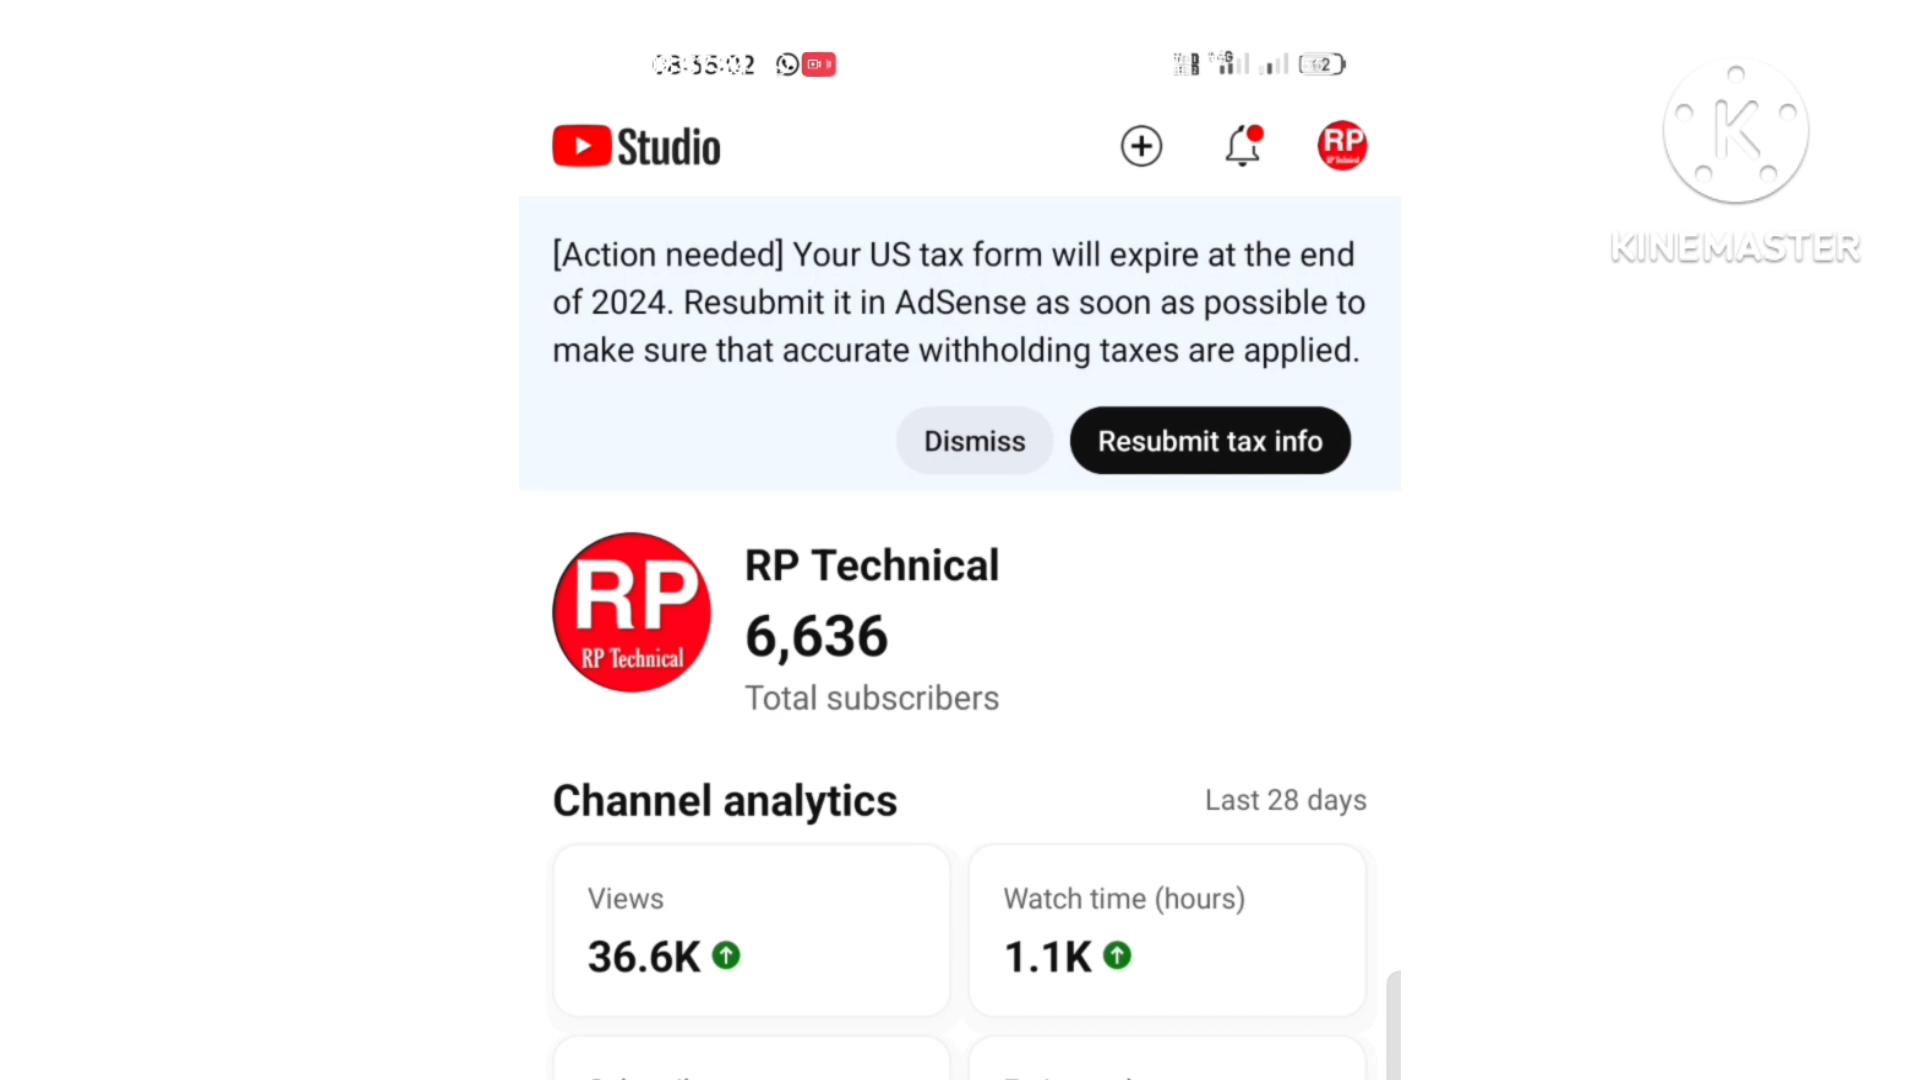 Studio
RP
[Action needed] Your US tax form will expire at the end
of 2024. Resubmit it in AdSense as soon as possible to
make sure that accurate withholding taxes are applied.
Dismiss
Resubmit tax info
RP
RP Technical
RP Technical
6,636
Total subscribers
Channel analytics
Last 28 days
Views
36.6K
Watch time (hours)
1.1K
K
KINEMASTER